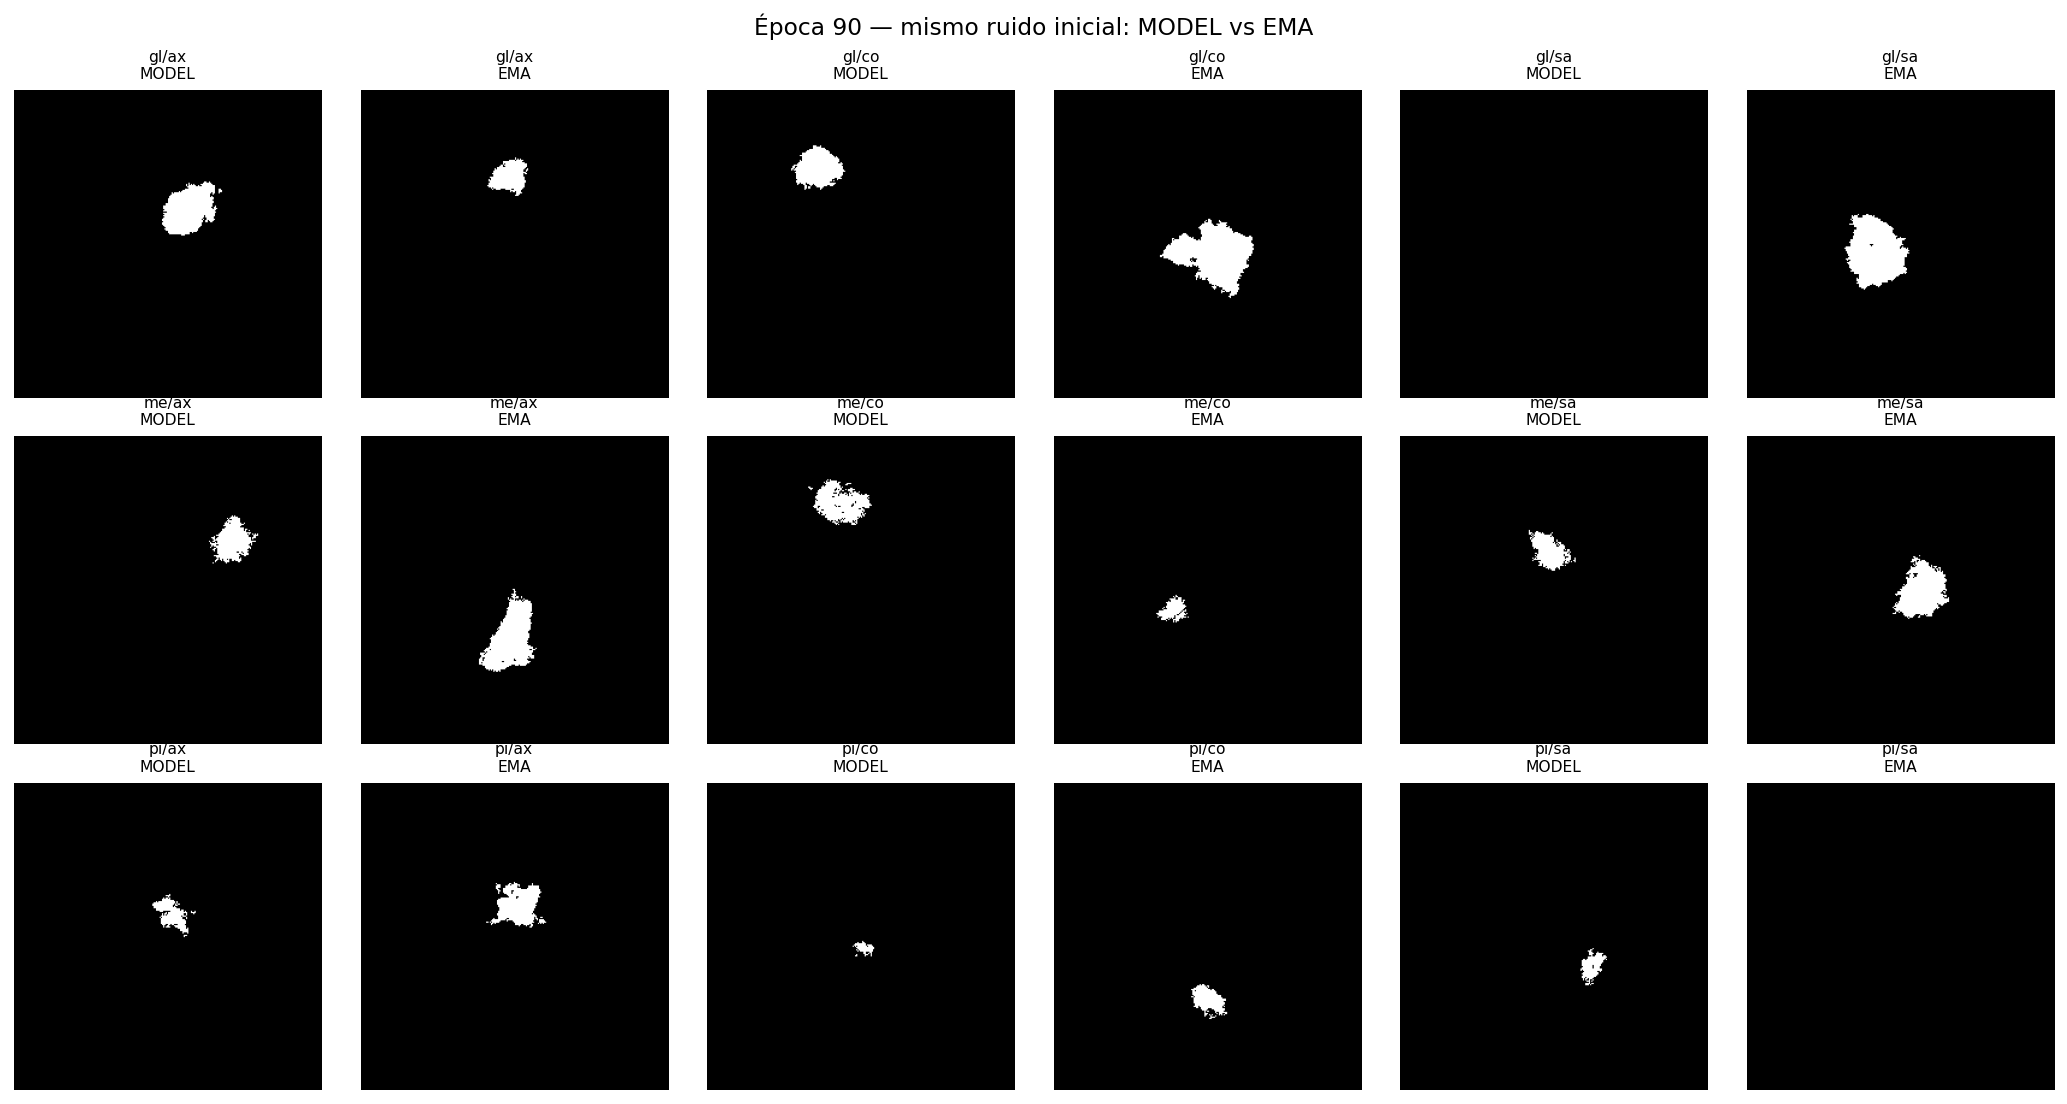 Época 90 — mismo ruido inicial: MODEL vs EMA
gl/ax
MODEL
gl/ax
EMA
gl/co
MODEL
gl/co
EMA
gl/sa
MODEL
gl/sa
EMA
me/ax
MODEL
me/ax
EMA
me/co
MODEL
me/co
EMA
me/sa
MODEL
me/sa
EMA
pi/ax
MODEL
pi/ax
EMA
pi/co
MODEL
pi/co
EMA
pi/sa
MODEL
pi/sa
EMA